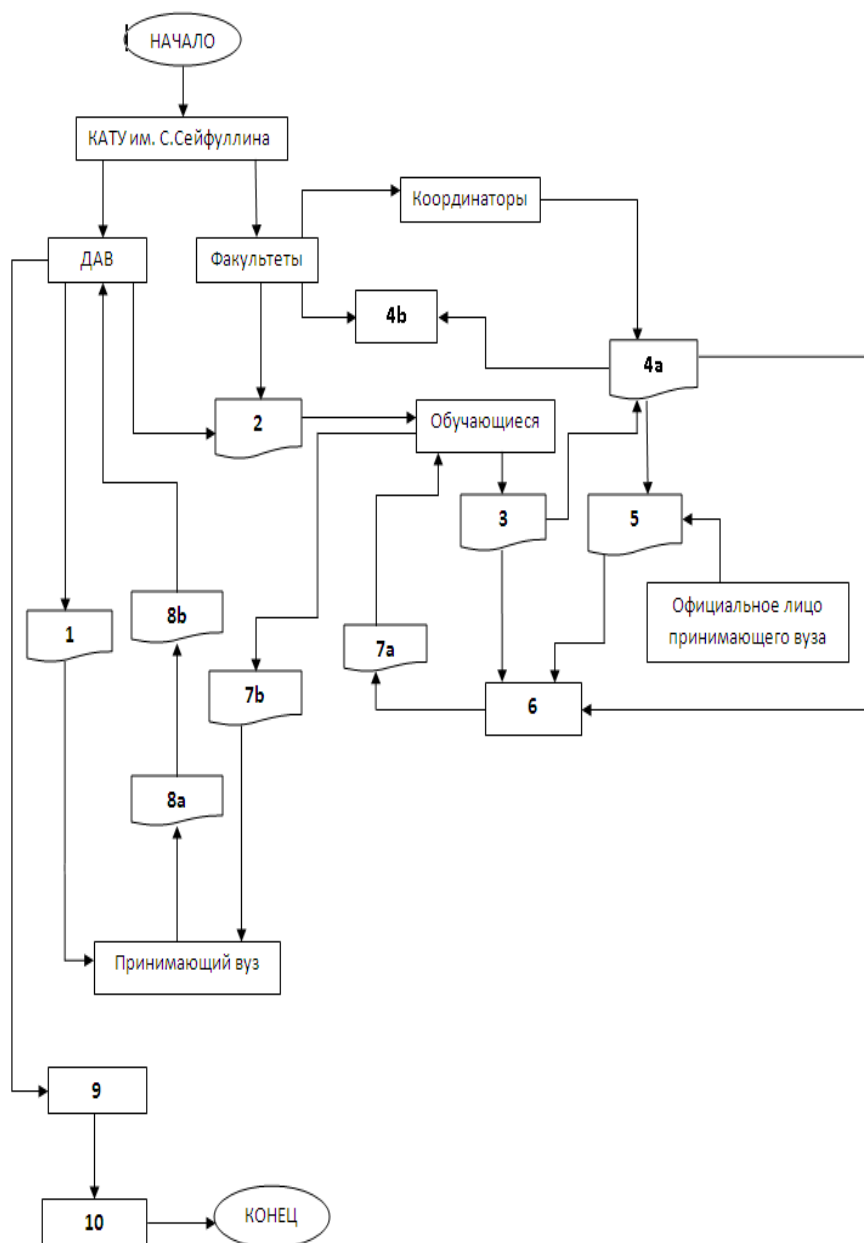 НАЧАЛО
КАТУ им. С.Сейфуллина
Координаторы
ДАВ
Факультеты
4b
4a
2
Обучающиеся
3
5
Официальное лицо
принимающего вуза
1
8b
7a
7b
6
8a
Принимающий вуз
9
10
КОНЕЦ